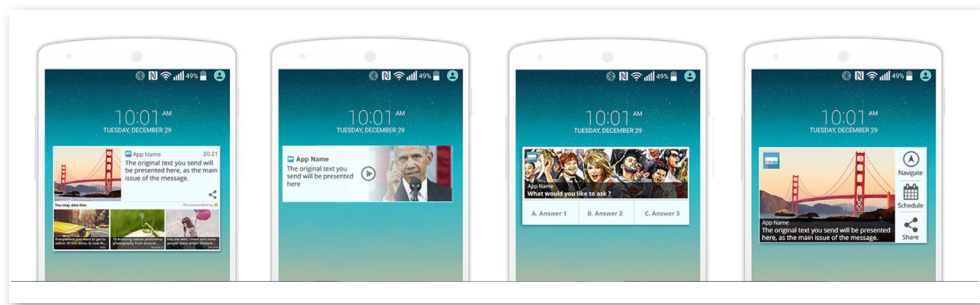 49%
10:01 AM
TUESDAY, DECEMBER 29
App Name 20:21
The original text you send will
be presented here, as the main
issue of the message.
You may also like:
Recommended by
49%
10:01 AM
TUESDAY, DECEMBER 29
App Name
The original text you
send will be presented
here
49%
10:01 AM
TUESDAY, DECEMBER 29
App Name
What would you like to ask ?
A. Answer 1 B. Answer 2 C. Answer 3
49%
10:01 AM
TUESDAY, DECEMBER 29
Navigate
Schedule
App Name
The original text you send will be presented
here, as the main issue of the message.
Share